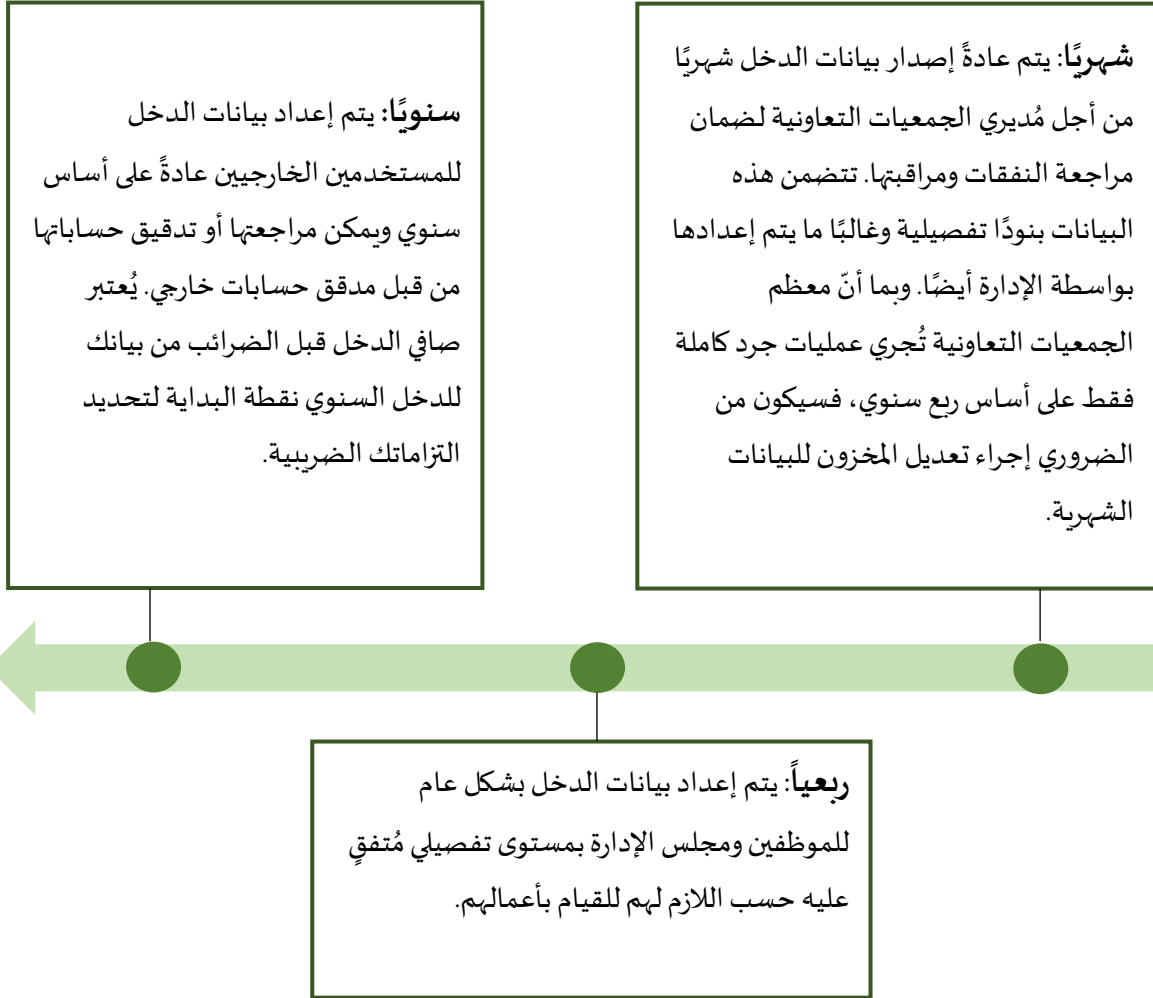 شهريًا: يتم عادةً إصدار بيانات الدخل شهريًا
من أجل مُديري الجمعيات التعاونية لضمان
مراجعة النفقات ومراقبتها. تتضمن هذه
البيانات بنودًا تفصيلية وغالبًا ما يتم إعدادها
بواسطة الإدارة أيضًا. وبما أنّ معظم
الجمعيات التعاونية تُجري عمليات جرد كاملة
فقط على أساس ربع سنوي، فسيكون من
الضروري إجراء تعديل المخزون للبيانات
الشهرية.
ربعياً: يتم إعداد بيانات الدخل بشكل عام
للموظفين ومجلس الإدارة بمستوى تفصيلي مُتفقٍ
عليه حسب اللازم لهم للقيام بأعمالهم.
سنويًا: يتم إعداد بيانات الدخل
للمستخدمين الخارجيين عادةً على أساس
سنوي ويمكن مراجعتها أو تدقيق حساباتها
من قبل مدقق حسابات خارجي. يُعتبر
صافي الدخل قبل الضرائب من بيانك
للدخل السنوي نقطة البداية لتحديد
التزاماتك الضريبية.